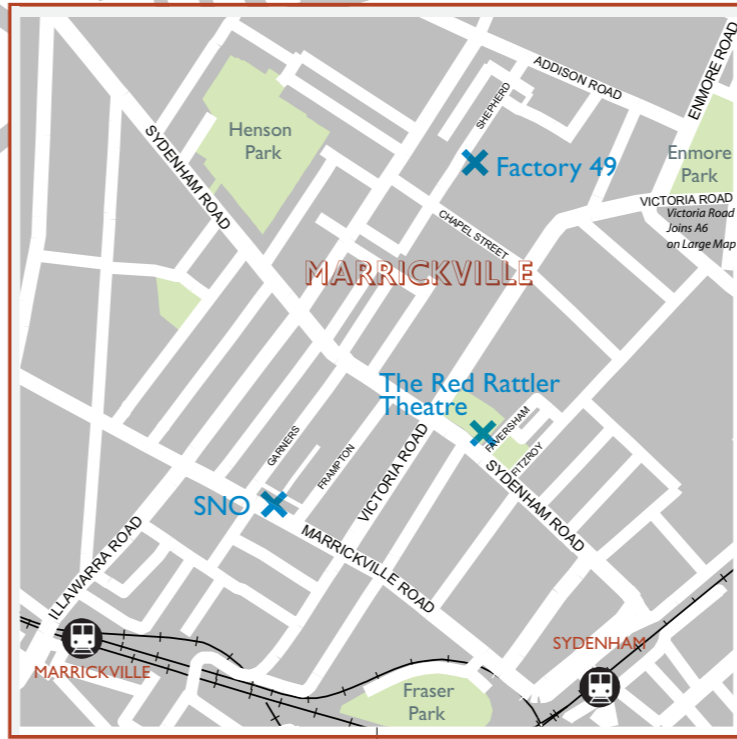 ADDISON ROAD
ENMORE ROAD
SHEPHERD
Henson
Park
SYDENHAM ROAD
Factory 49
Enmore
Park
VICTORIA ROAD
Victoria Road
Joins A6
on Large Map
CHAPEL STREET
MARRICKVILLE
The Red Rattler
Theatre
FAVERSHAM
FITZROY
GARNERS
FRAMPTON
VICTORIA ROAD
SYDENHAM ROAD
SNO
MARRICKVILLE ROAD
ILLAWARRA ROAD
SYDENHAM
MARRICKVILLE
Fraser
Park